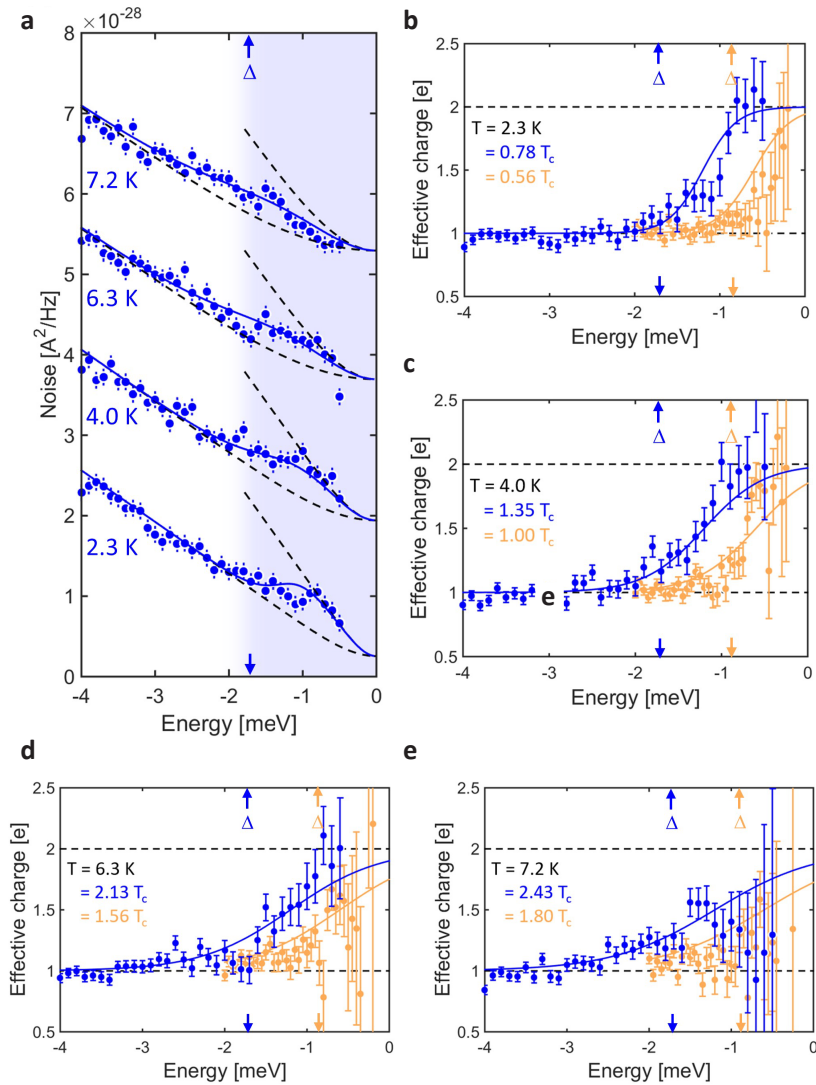 a
×10⁻²⁸
8
7
6
5
4
3
2
1
0
Noise [A²/Hz]
Δ
7.2 K
6.3 K
4.0 K
2.3 K
-4 -3 -2 -1 0
Energy [meV]
b
2.5
2
1.5
1
0.5
Effective charge [e]
Δ Δ
T = 2.3 K
= 0.78 T_c
= 0.56 T_c
-4 -3 -2 -1 0
Energy [meV]
c
2.5
2
1.5
1
0.5
Effective charge [e]
Δ Δ
T = 4.0 K
= 1.35 T_c
= 1.00 T_c
e
-4 -3 -2 -1 0
Energy [meV]
d
2.5
2
1.5
1
0.5
Effective charge [e]
Δ Δ
T = 6.3 K
= 2.13 T_c
= 1.56 T_c
-4 -3 -2 -1 0
Energy [meV]
e
2.5
2
1.5
1
0.5
Effective charge [e]
Δ Δ
T = 7.2 K
= 2.43 T_c
= 1.80 T_c
-4 -3 -2 -1 0
Energy [meV]